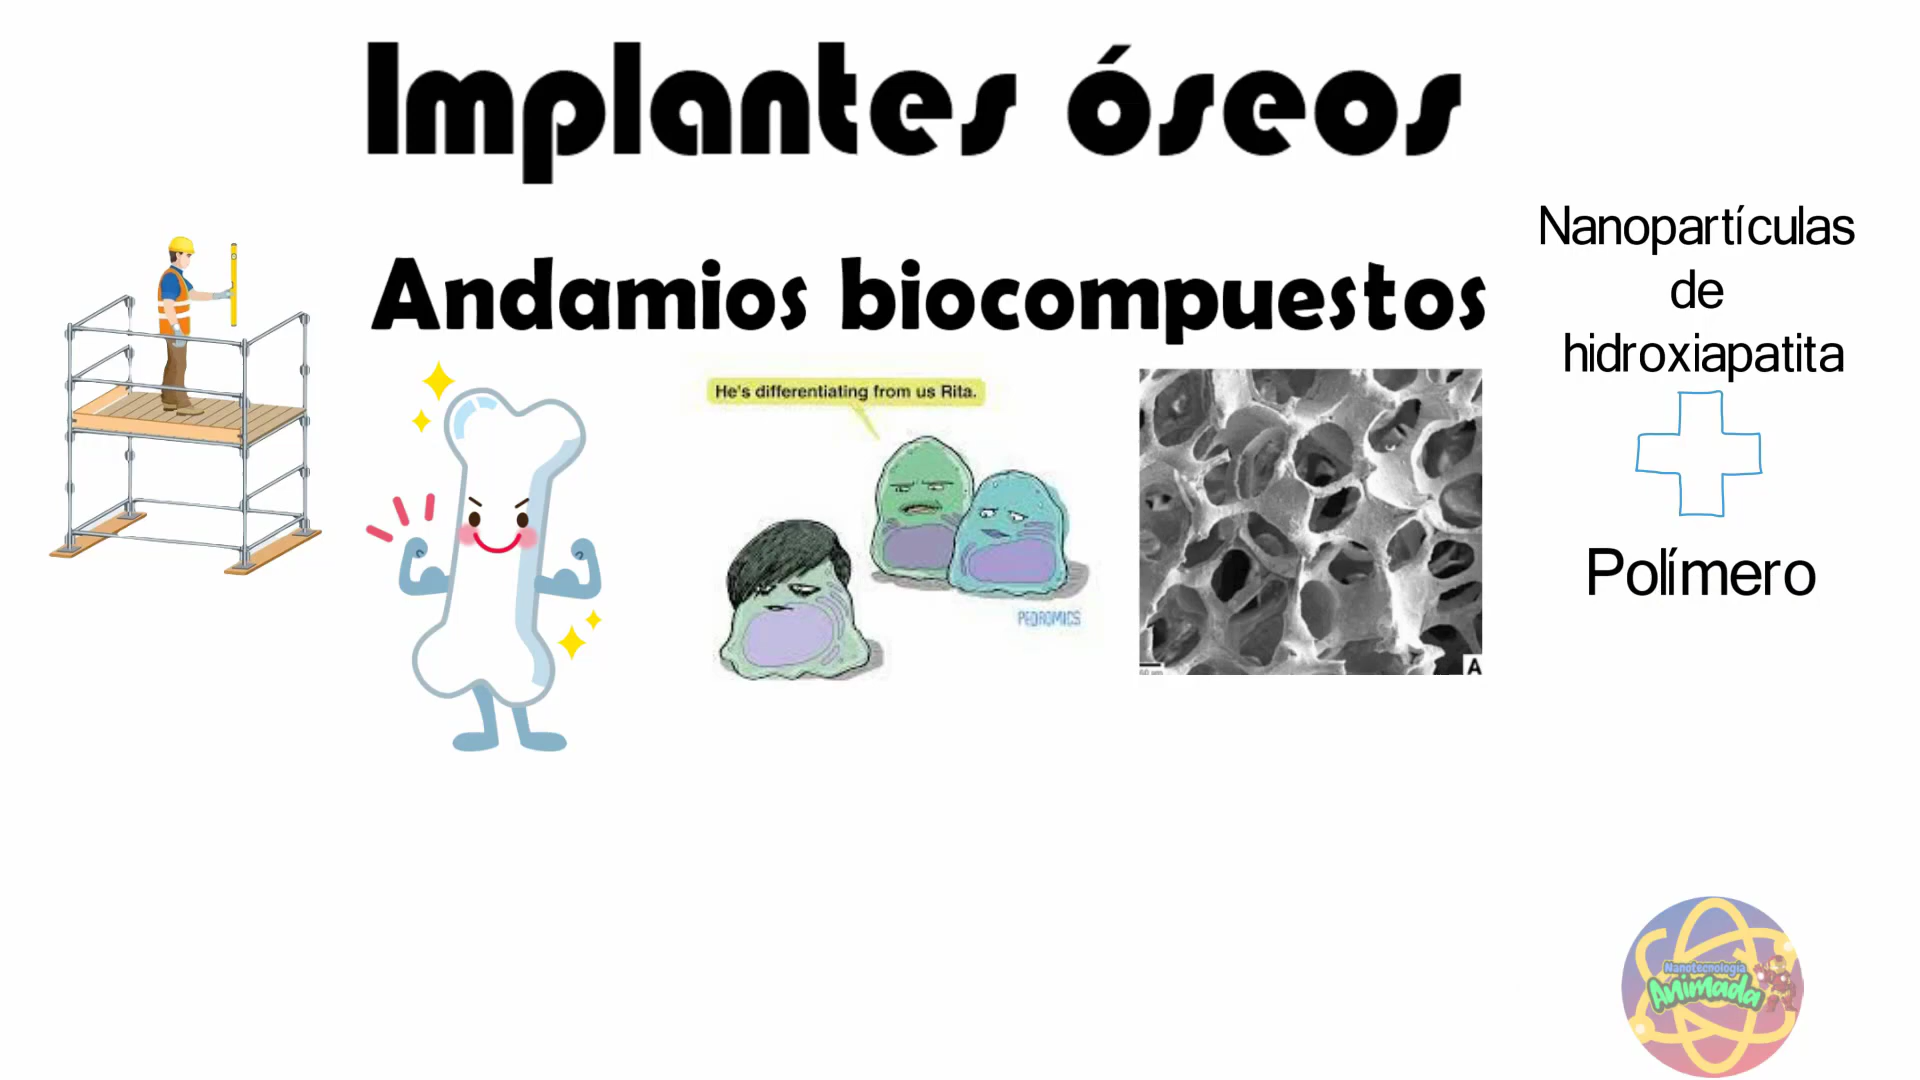 Implantes óseos
Andamios biocompuestos
Nanopartículas
de
hidroxiapatita
Polímero
He's differentiating from us Rita.
PEDROMICS
A
Nanotecnología
Animada